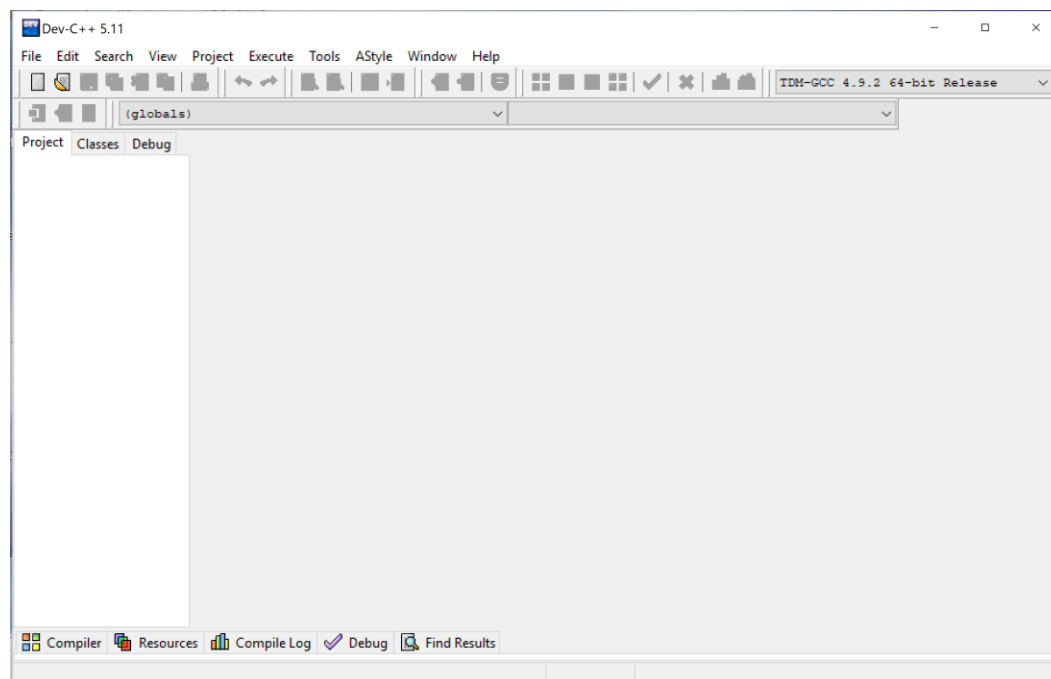 Dev-C++ 5.11
File Edit Search View Project Execute Tools AStyle Window Help
TDM-GCC 4.9.2 64-bit Release
(globals)
Project Classes Debug
Compiler Resources Compile Log Debug Find Results